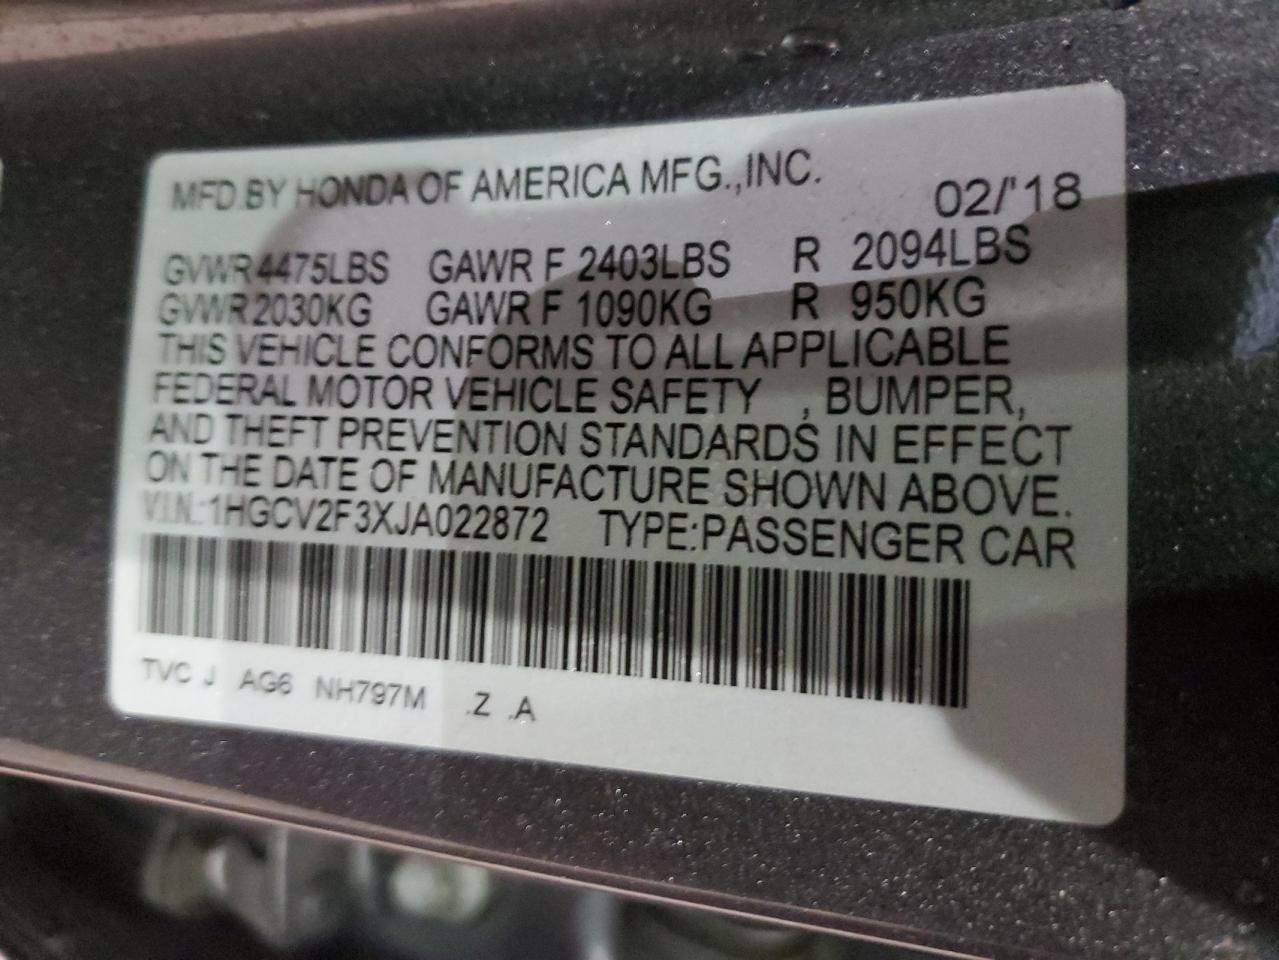 MFD.BY HONDA OF AMERICA MFG.,INC.
02/'18
GVWR 4475LBS GAWR F 2403LBS R 2094LBS
GVWR 2030KG GAWR F 1090KG R 950KG
THIS VEHICLE CONFORMS TO ALL APPLICABLE
FEDERAL MOTOR VEHICLE SAFETY , BUMPER,
AND THEFT PREVENTION STANDARDS IN EFFECT
ON THE DATE OF MANUFACTURE SHOWN ABOVE.
V.I.N.:1HGCV2F3XJA022872 TYPE:PASSENGER CAR
TVC J AG6 NH797M .Z .A